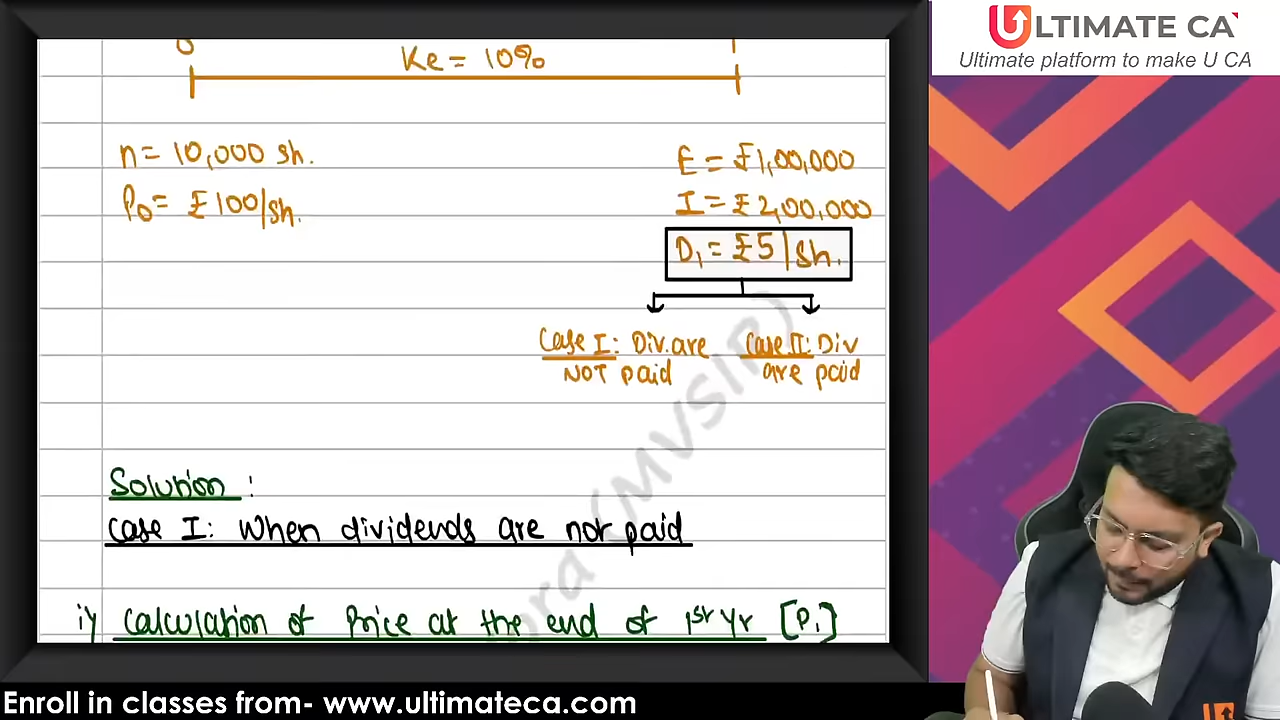 ULTIMATE CA
Ultimate platform to make U CA
0
Ke = 10%
n = 10,000 sh.
P0 = ₹100/sh.
E = ₹1,00,000
I = ₹2,00,000
D1 = ₹5/sh.
Case I: Div. are
NOT paid
Case II: Div
are paid
Solution:
Case I: When dividends are not paid
i) Calculation of Price at the end of 1st yr [P1]
ora (MVSIR)
Enroll in classes from- www.ultimateca.com